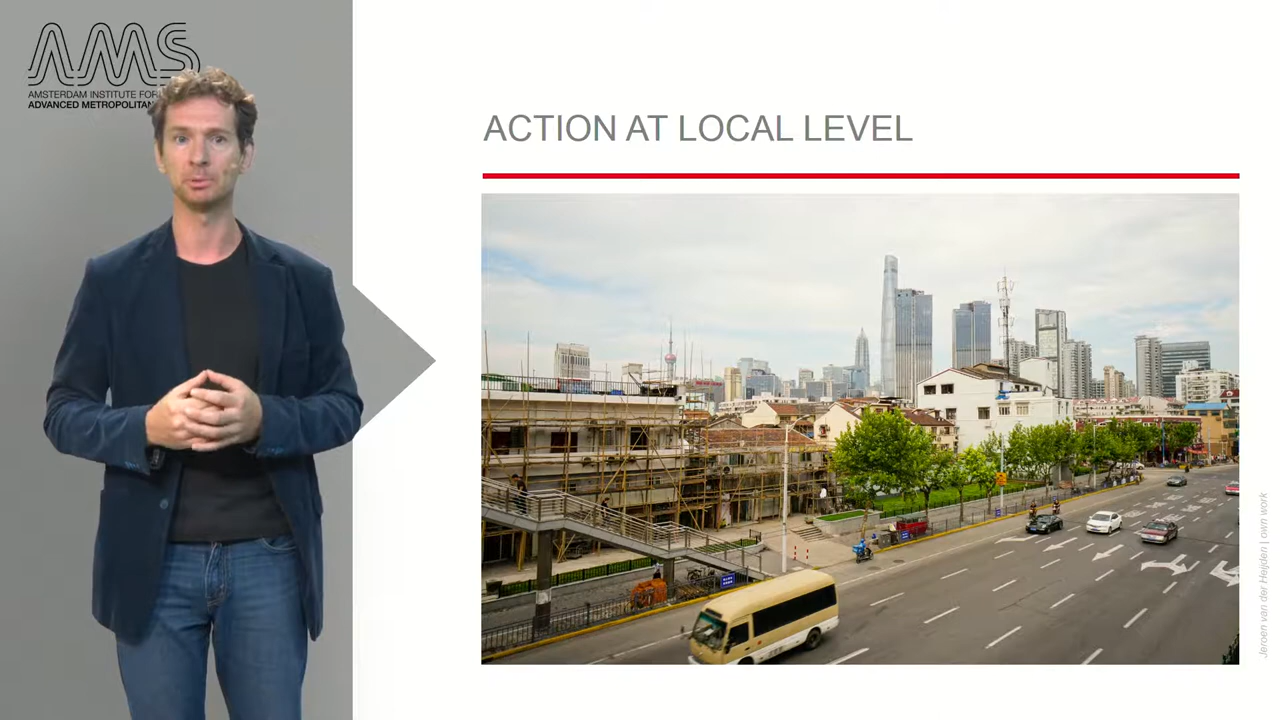 AMS
AMSTERDAM INSTITUTE FOR
ADVANCED METROPOLITAN
ACTION AT LOCAL LEVEL
Jeroen van der Heijden | own work